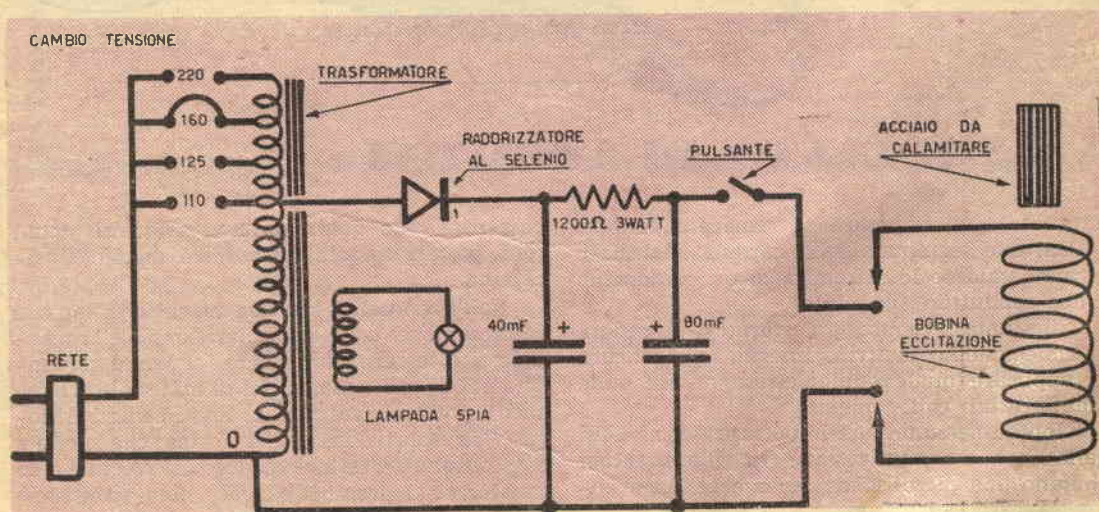 CAMBIO TENSIONE
220
160
125
110
TRASFORMATORE
RADDRIZZATORE
AL SELENIO
1
PULSANTE
ACCIAIO DA
CALAMITARE
1200Ω 3WATT
40mF +
+ 80mF
BOBINA
ECCITAZIONE
RETE
0
LAMPADA SPIA